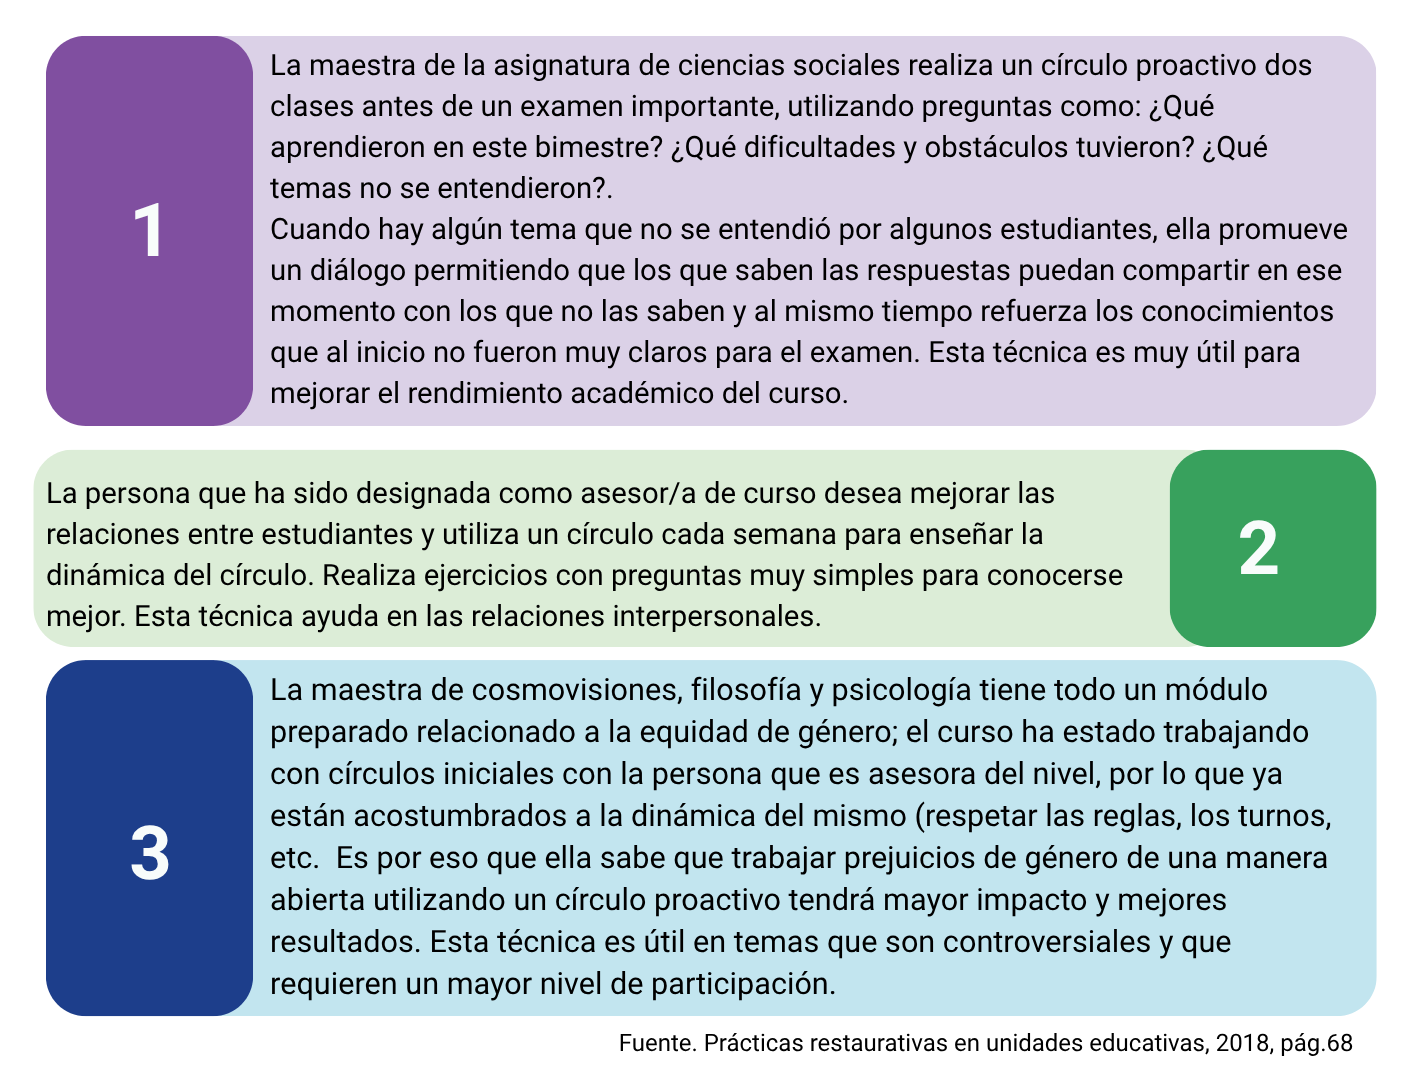 1
La maestra de la asignatura de ciencias sociales realiza un círculo proactivo dos
clases antes de un examen importante, utilizando preguntas como: ¿Qué
aprendieron en este bimestre? ¿Qué dificultades y obstáculos tuvieron? ¿Qué
temas no se entendieron?.
Cuando hay algún tema que no se entendió por algunos estudiantes, ella promueve
un diálogo permitiendo que los que saben las respuestas puedan compartir en ese
momento con los que no las saben y al mismo tiempo refuerza los conocimientos
que al inicio no fueron muy claros para el examen. Esta técnica es muy útil para
mejorar el rendimiento académico del curso.
La persona que ha sido designada como asesor/a de curso desea mejorar las
relaciones entre estudiantes y utiliza un círculo cada semana para enseñar la
dinámica del círculo. Realiza ejercicios con preguntas muy simples para conocerse
mejor. Esta técnica ayuda en las relaciones interpersonales.
2
3
La maestra de cosmovisiones, filosofía y psicología tiene todo un módulo
preparado relacionado a la equidad de género; el curso ha estado trabajando
con círculos iniciales con la persona que es asesora del nivel, por lo que ya
están acostumbrados a la dinámica del mismo (respetar las reglas, los turnos,
etc.  Es por eso que ella sabe que trabajar prejuicios de género de una manera
abierta utilizando un círculo proactivo tendrá mayor impacto y mejores
resultados. Esta técnica es útil en temas que son controversiales y que
requieren un mayor nivel de participación.
Fuente. Prácticas restaurativas en unidades educativas, 2018, pág.68